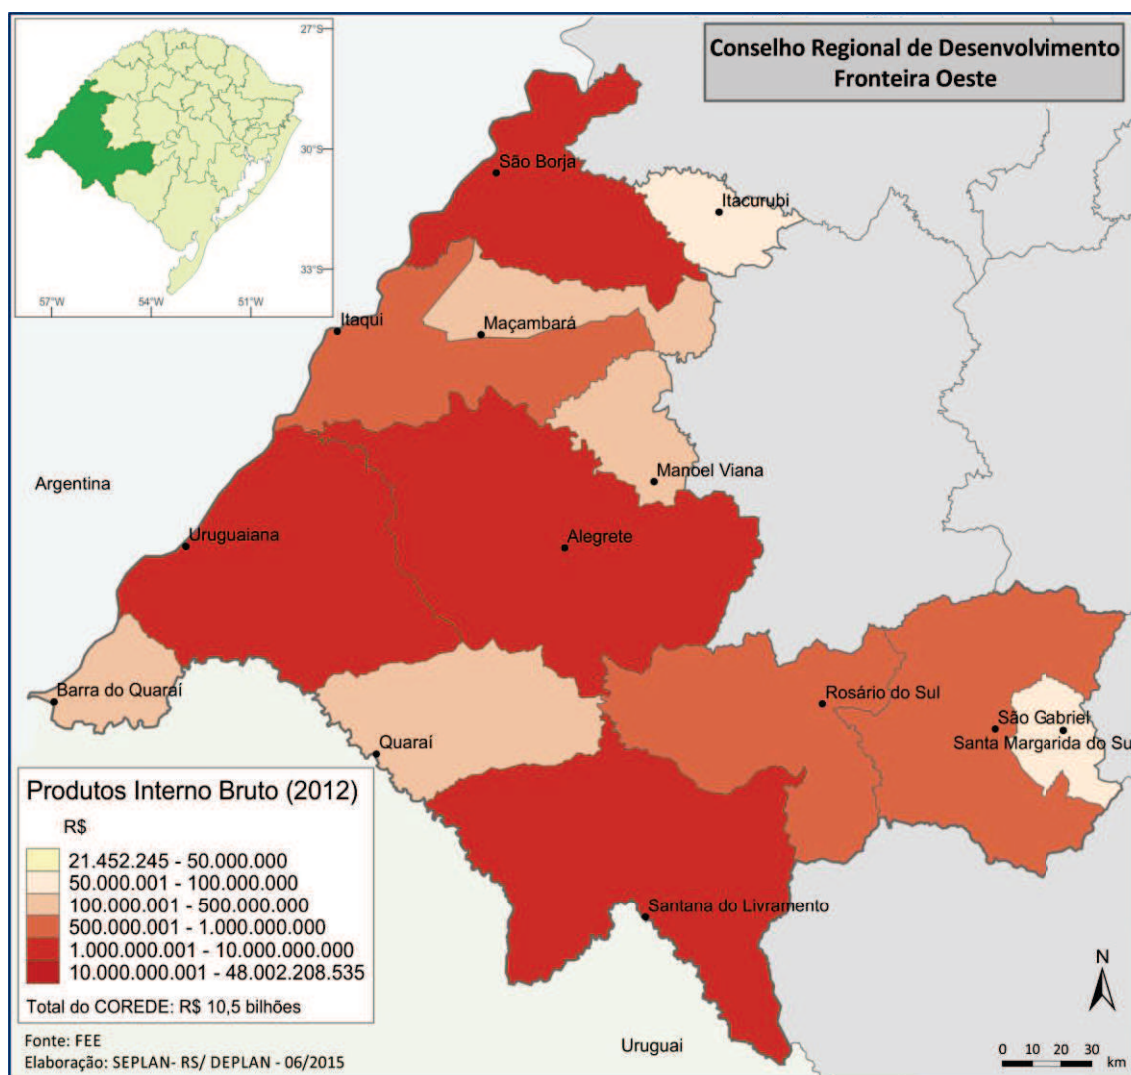 Conselho Regional de Desenvolvimento
Fronteira Oeste
27°S
30°S
33°S
57°W
54°W
51°W
São Borja
Itacurubi
Itaqui
Maçambará
Manoel Viana
Argentina
Uruguaiana
Alegrete
Barra do Quaraí
Rosário do Sul
São Gabriel
Santa Margarida do Su
Quaraí
Santana do Livramento
Uruguai
Produtos Interno Bruto (2012)
R$
21.452.245 - 50.000.000
50.000.001 - 100.000.000
100.000.001 - 500.000.000
500.000.001 - 1.000.000.000
1.000.000.001 - 10.000.000.000
10.000.000.001 - 48.002.208.535
Total do COREDE: R$ 10,5 bilhões
Fonte: FEE
Elaboração: SEPLAN- RS/ DEPLAN - 06/2015
N
0 10 20 30
km